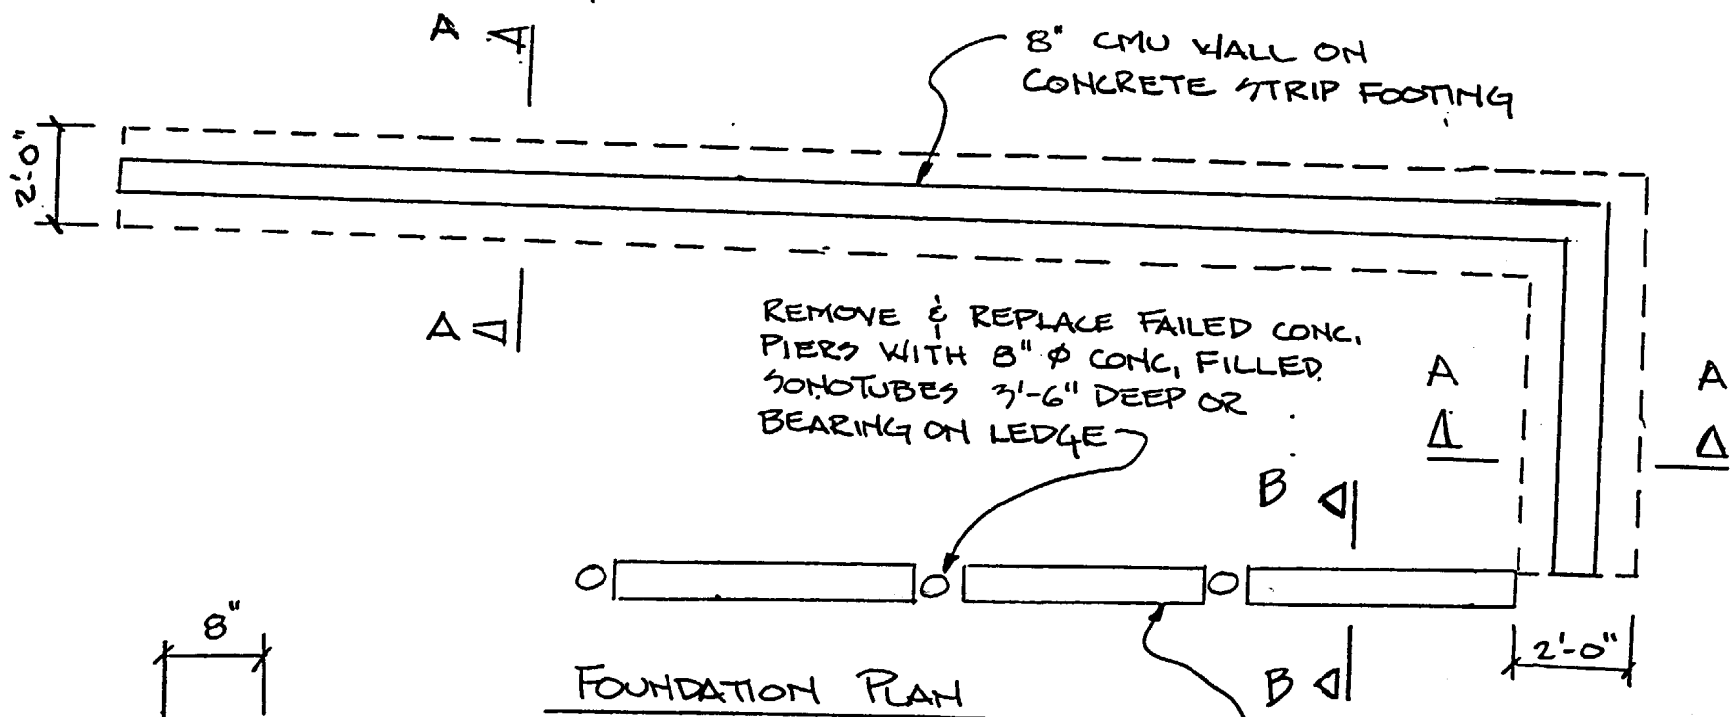 A
8" CMU WALL ON
CONCRETE STRIP FOOTING
2'-0"
A
REMOVE & REPLACE FAILED CONC.
PIERS WITH 8" Φ CONC. FILLED
SONOTUBES 3'-6" DEEP OR
BEARING ON LEDGE
A
A
B
8"
2'-0"
FOUNDATION PLAN
B